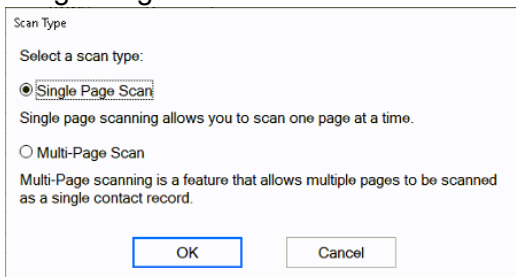 Scan Type
Select a scan type:
Single Page Scan
Single page scanning allows you to scan one page at a time.
Multi-Page Scan
Multi-Page scanning is a feature that allows multiple pages to be scanned
as a single contact record.
OK Cancel